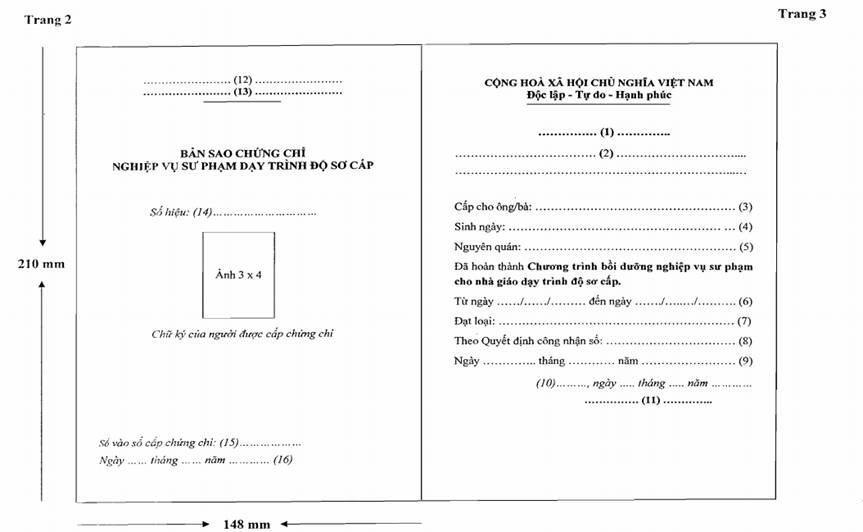 Trang 2
Trang 3
210 mm
.......................... (12) ..........................
.......................... (13) ..........................
BẢN SAO CHỨNG CHỈ
NGHIỆP VỤ SƯ PHẠM DẠY TRÌNH ĐỘ SƠ CẤP
Số hiệu: (14)..............................
Ảnh 3 x 4
Chữ ký của người được cấp chứng chỉ
Số vào sổ cấp chứng chỉ: (15)..................
Ngày ...... tháng ...... năm ............ (16)
CỘNG HOÀ XÃ HỘI CHỦ NGHĨA VIỆT NAM
Độc lập - Tự do - Hạnh phúc
............... (1) .............
.......................................... (2) ......................................
.......................................................................................
Cấp cho ông/bà: .................................................... (3)
Sinh ngày: ................................................................ ... (4)
Nguyên quán: ........................................................ (5)
Đã hoàn thành Chương trình bồi dưỡng nghiệp vụ sư phạm
cho nhà giáo dạy trình độ sơ cấp.
Từ ngày ....../....../.......... đến ngày ....../......../.......... (6)
Đạt loại: ...................................................................... (7)
Theo Quyết định công nhận số: .................................. (8)
Ngày .............. tháng ............ năm ........................ (9)
(10)........., ngày ..... tháng ..... năm ............
............... (11) .............
148 mm